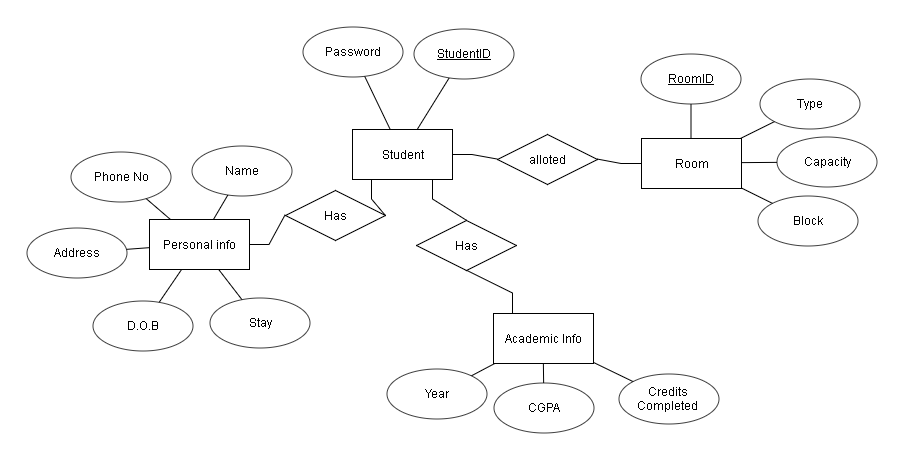 Password
StudentID
RoomID
Type
Student
alloted
Room
Capacity
Phone No
Name
Has
Block
Personal info
Has
Address
D.O.B
Stay
Academic Info
Year
CGPA
Credits
Completed